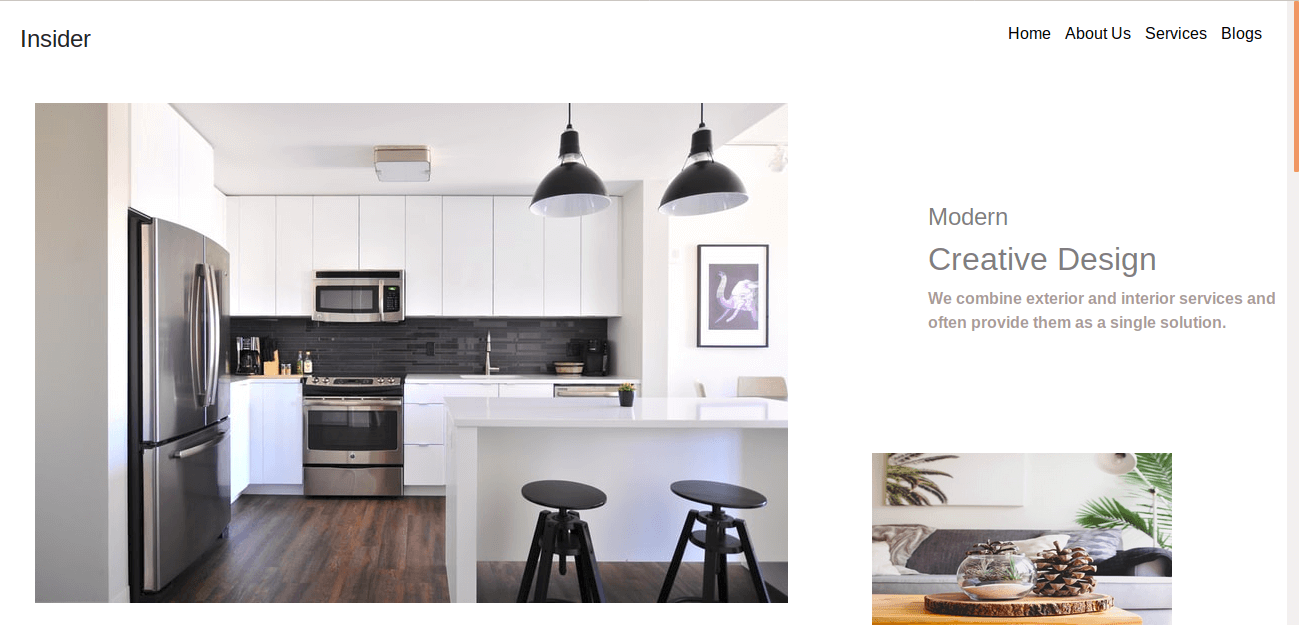 Insider
Home About Us Services Blogs
Modern
Creative Design
We combine exterior and interior services and
often provide them as a single solution.